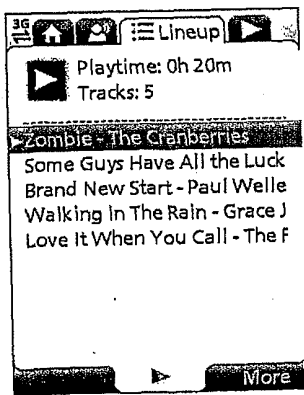 3G
Lineup
Playtime: 0h 20m
Tracks: 5
Zombie - The Cranberries
Some Guys Have All the Luck
Brand New Start - Paul Welle
Walking In The Rain - Grace J
Love It When You Call - The F
More